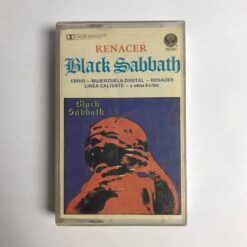 RENACER
Black Sabbath
EBRIO – MUJERZUELA DIGITAL – RENACER
LINEA CALIENTE – y otros Exitos.
Black
Sabbath